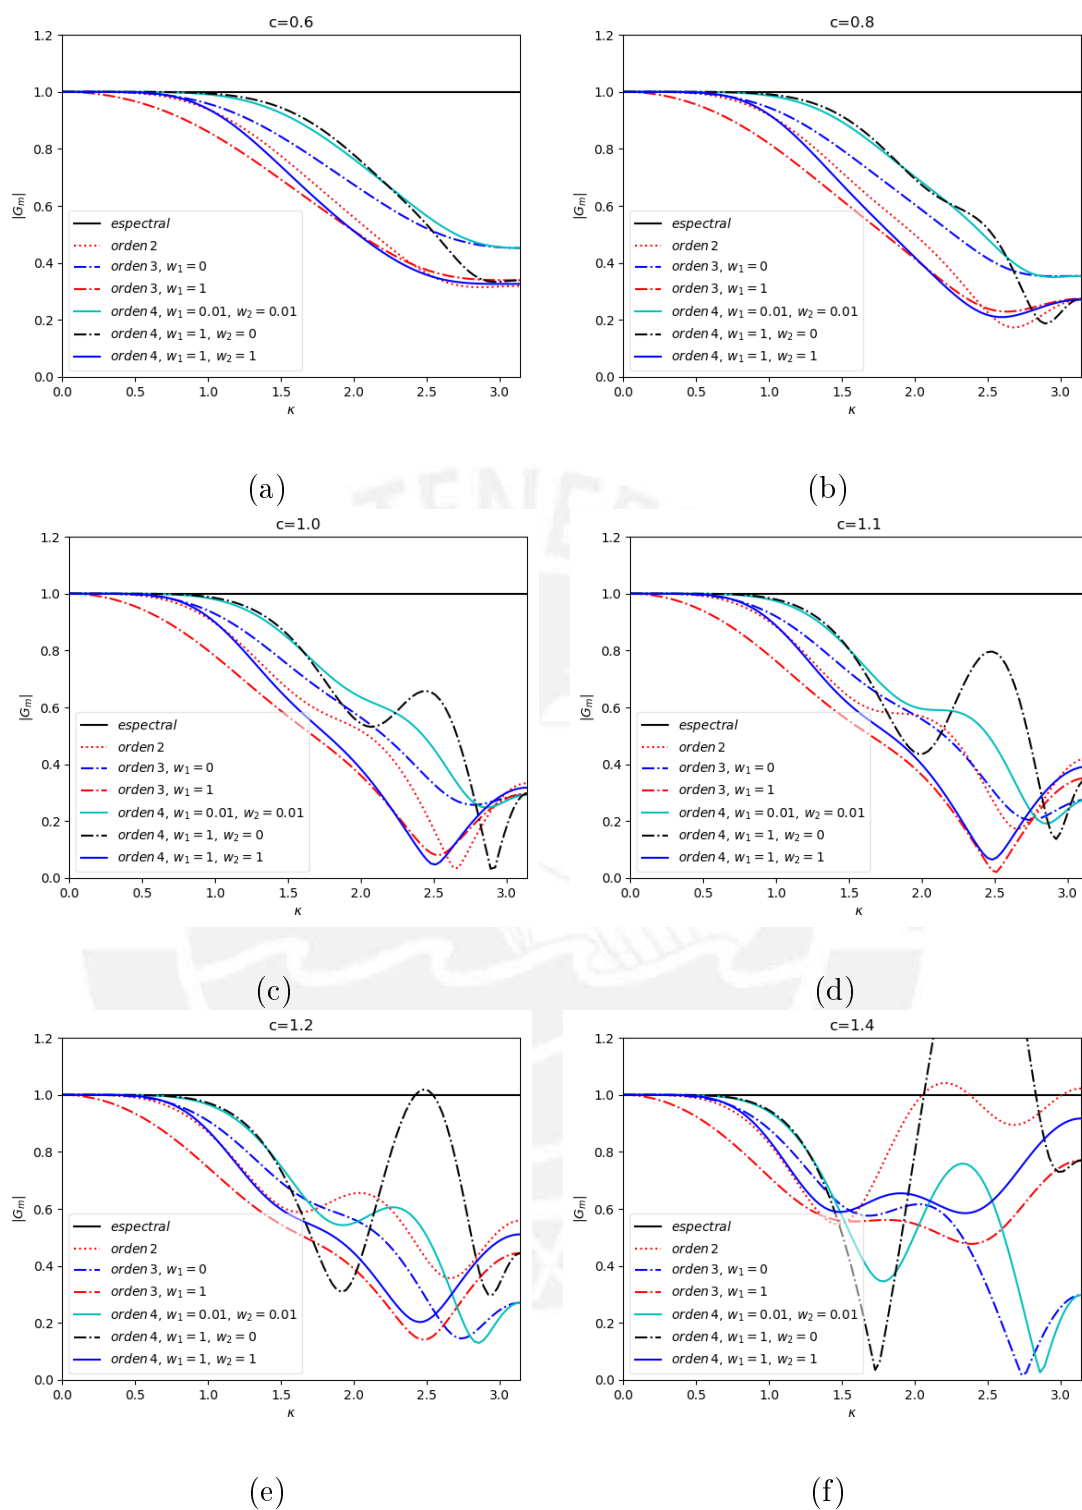 c=0.6
1.2
1.0
0.8
0.6
0.4
0.2
0.0
|G_m|
espectral
orden 2
orden 3, w_1 = 0
orden 3, w_1 = 1
orden 4, w_1 = 0.01, w_2 = 0.01
orden 4, w_1 = 1, w_2 = 0
orden 4, w_1 = 1, w_2 = 1
0.0 0.5 1.0 1.5 2.0 2.5 3.0
κ
(a)
c=0.8
1.2
1.0
0.8
0.6
0.4
0.2
0.0
|G_m|
espectral
orden 2
orden 3, w_1 = 0
orden 3, w_1 = 1
orden 4, w_1 = 0.01, w_2 = 0.01
orden 4, w_1 = 1, w_2 = 0
orden 4, w_1 = 1, w_2 = 1
0.0 0.5 1.0 1.5 2.0 2.5 3.0
κ
(b)
c=1.0
1.2
1.0
0.8
0.6
0.4
0.2
0.0
|G_m|
espectral
orden 2
orden 3, w_1 = 0
orden 3, w_1 = 1
orden 4, w_1 = 0.01, w_2 = 0.01
orden 4, w_1 = 1, w_2 = 0
orden 4, w_1 = 1, w_2 = 1
0.0 0.5 1.0 1.5 2.0 2.5 3.0
κ
(c)
c=1.1
1.2
1.0
0.8
0.6
0.4
0.2
0.0
|G_m|
espectral
orden 2
orden 3, w_1 = 0
orden 3, w_1 = 1
orden 4, w_1 = 0.01, w_2 = 0.01
orden 4, w_1 = 1, w_2 = 0
orden 4, w_1 = 1, w_2 = 1
0.0 0.5 1.0 1.5 2.0 2.5 3.0
κ
(d)
c=1.2
1.2
1.0
0.8
0.6
0.4
0.2
0.0
|G_m|
espectral
orden 2
orden 3, w_1 = 0
orden 3, w_1 = 1
orden 4, w_1 = 0.01, w_2 = 0.01
orden 4, w_1 = 1, w_2 = 0
orden 4, w_1 = 1, w_2 = 1
0.0 0.5 1.0 1.5 2.0 2.5 3.0
κ
(e)
c=1.4
1.2
1.0
0.8
0.6
0.4
0.2
0.0
|G_m|
espectral
orden 2
orden 3, w_1 = 0
orden 3, w_1 = 1
orden 4, w_1 = 0.01, w_2 = 0.01
orden 4, w_1 = 1, w_2 = 0
orden 4, w_1 = 1, w_2 = 1
0.0 0.5 1.0 1.5 2.0 2.5 3.0
κ
(f)